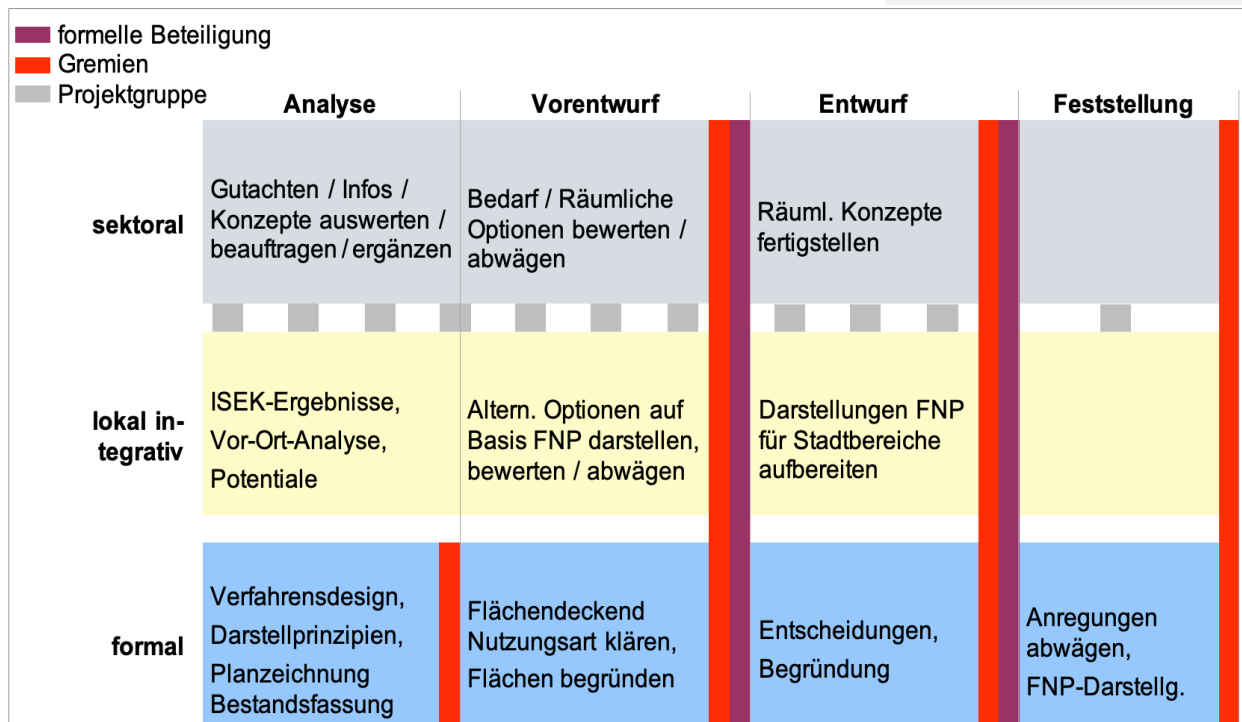 formelle Beteiligung
Gremien
Projektgruppe
Analyse
Vorentwurf
Entwurf
Feststellung
sektoral
Gutachten / Infos /
Konzepte auswerten /
beauftragen / ergänzen
Bedarf / Räumliche
Optionen bewerten /
abwägen
Räuml. Konzepte
fertigstellen
lokal in-
tegrativ
ISEK-Ergebnisse,
Vor-Ort-Analyse,
Potentiale
Altern. Optionen auf
Basis FNP darstellen,
bewerten / abwägen
Darstellungen FNP
für Stadtbereiche
aufbereiten
formal
Verfahrensdesign,
Darstellprinzipien,
Planzeichnung
Bestandsfassung
Flächendeckend
Nutzungsart klären,
Flächen begründen
Entscheidungen,
Begründung
Anregungen
abwägen,
FNP-Darstellg.